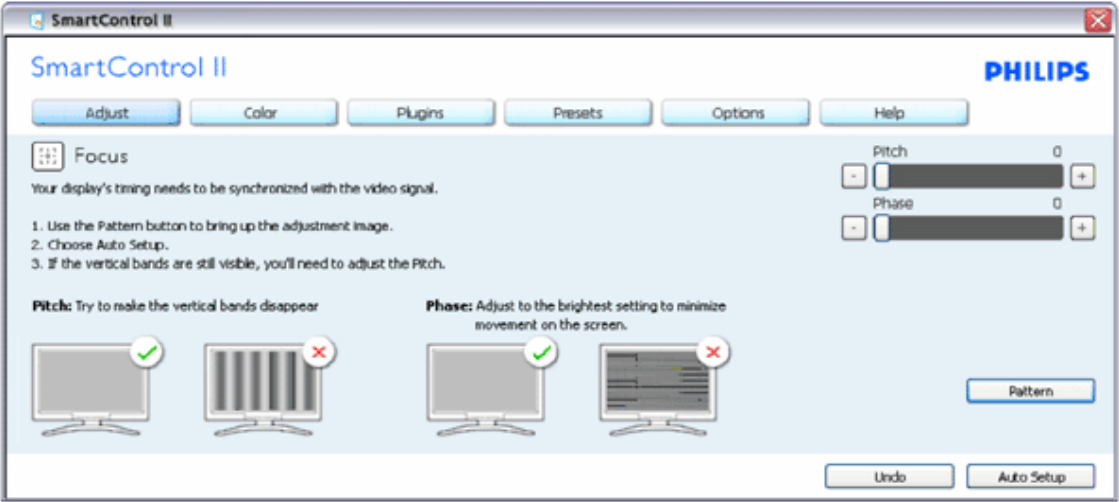 SmartControl II
SmartControl II
PHILIPS
Adjust Color Plugins Presets Options Help
Focus
Your display's timing needs to be synchronized with the video signal.
1. Use the Pattern button to bring up the adjustment image.
2. Choose Auto Setup.
3. If the vertical bands are still visible, you'll need to adjust the Pitch.
Pitch 0
- +
Phase 0
- +
Pitch: Try to make the vertical bands disappear
Phase: Adjust to the brightest setting to minimize
movement on the screen.
Pattern
Undo Auto Setup